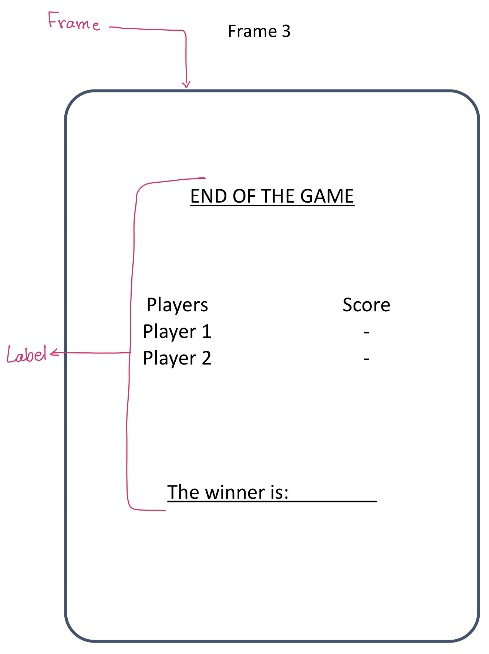 Frame
Frame 3
END OF THE GAME
Players Score
Player 1 -
Label
Player 2 -
The winner is: